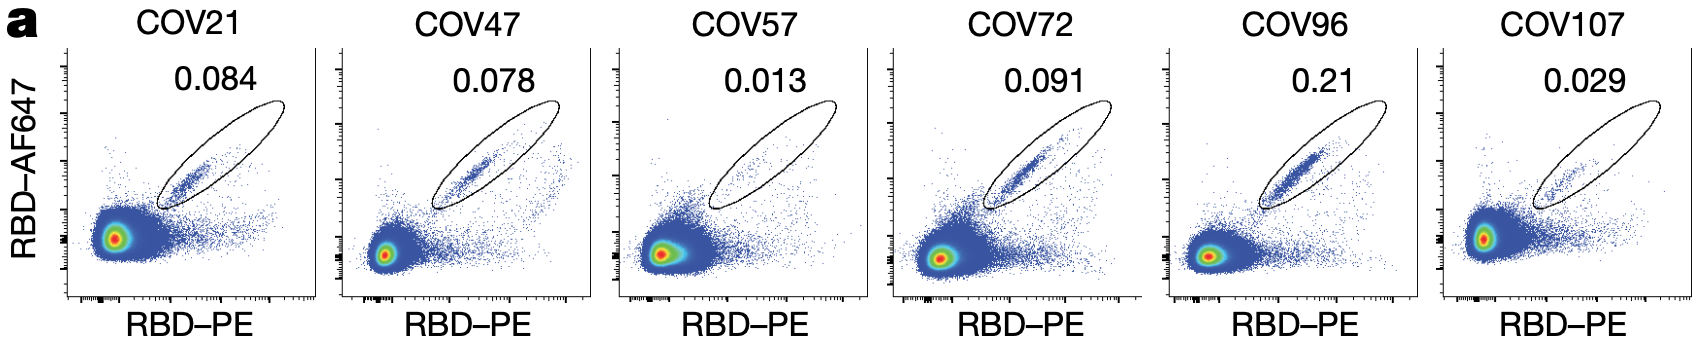 a
COV21 COV47 COV57 COV72 COV96 COV107
0.084 0.078 0.013 0.091 0.21 0.029
RBD–AF647
RBD–PE RBD–PE RBD–PE RBD–PE RBD–PE RBD–PE